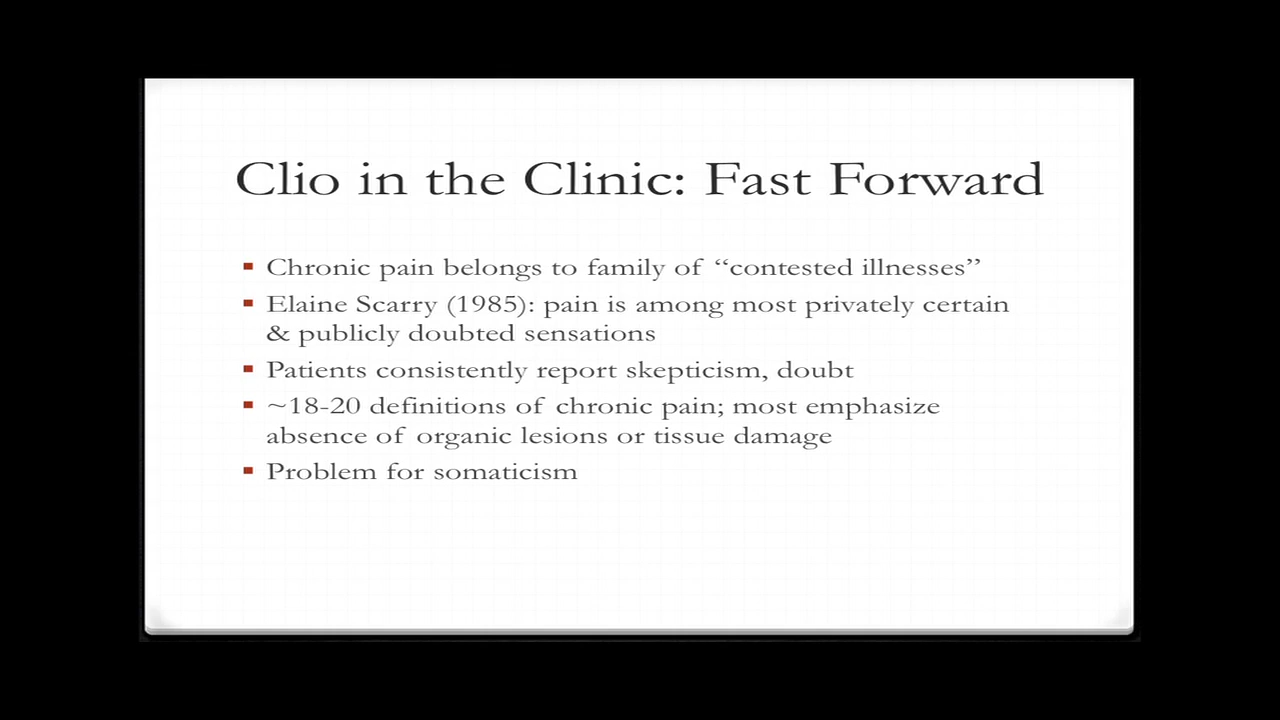 Clio in the Clinic: Fast Forward
Chronic pain belongs to family of “contested illnesses”
Elaine Scarry (1985): pain is among most privately certain
& publicly doubted sensations
Patients consistently report skepticism, doubt
~18-20 definitions of chronic pain; most emphasize
absence of organic lesions or tissue damage
Problem for somaticism